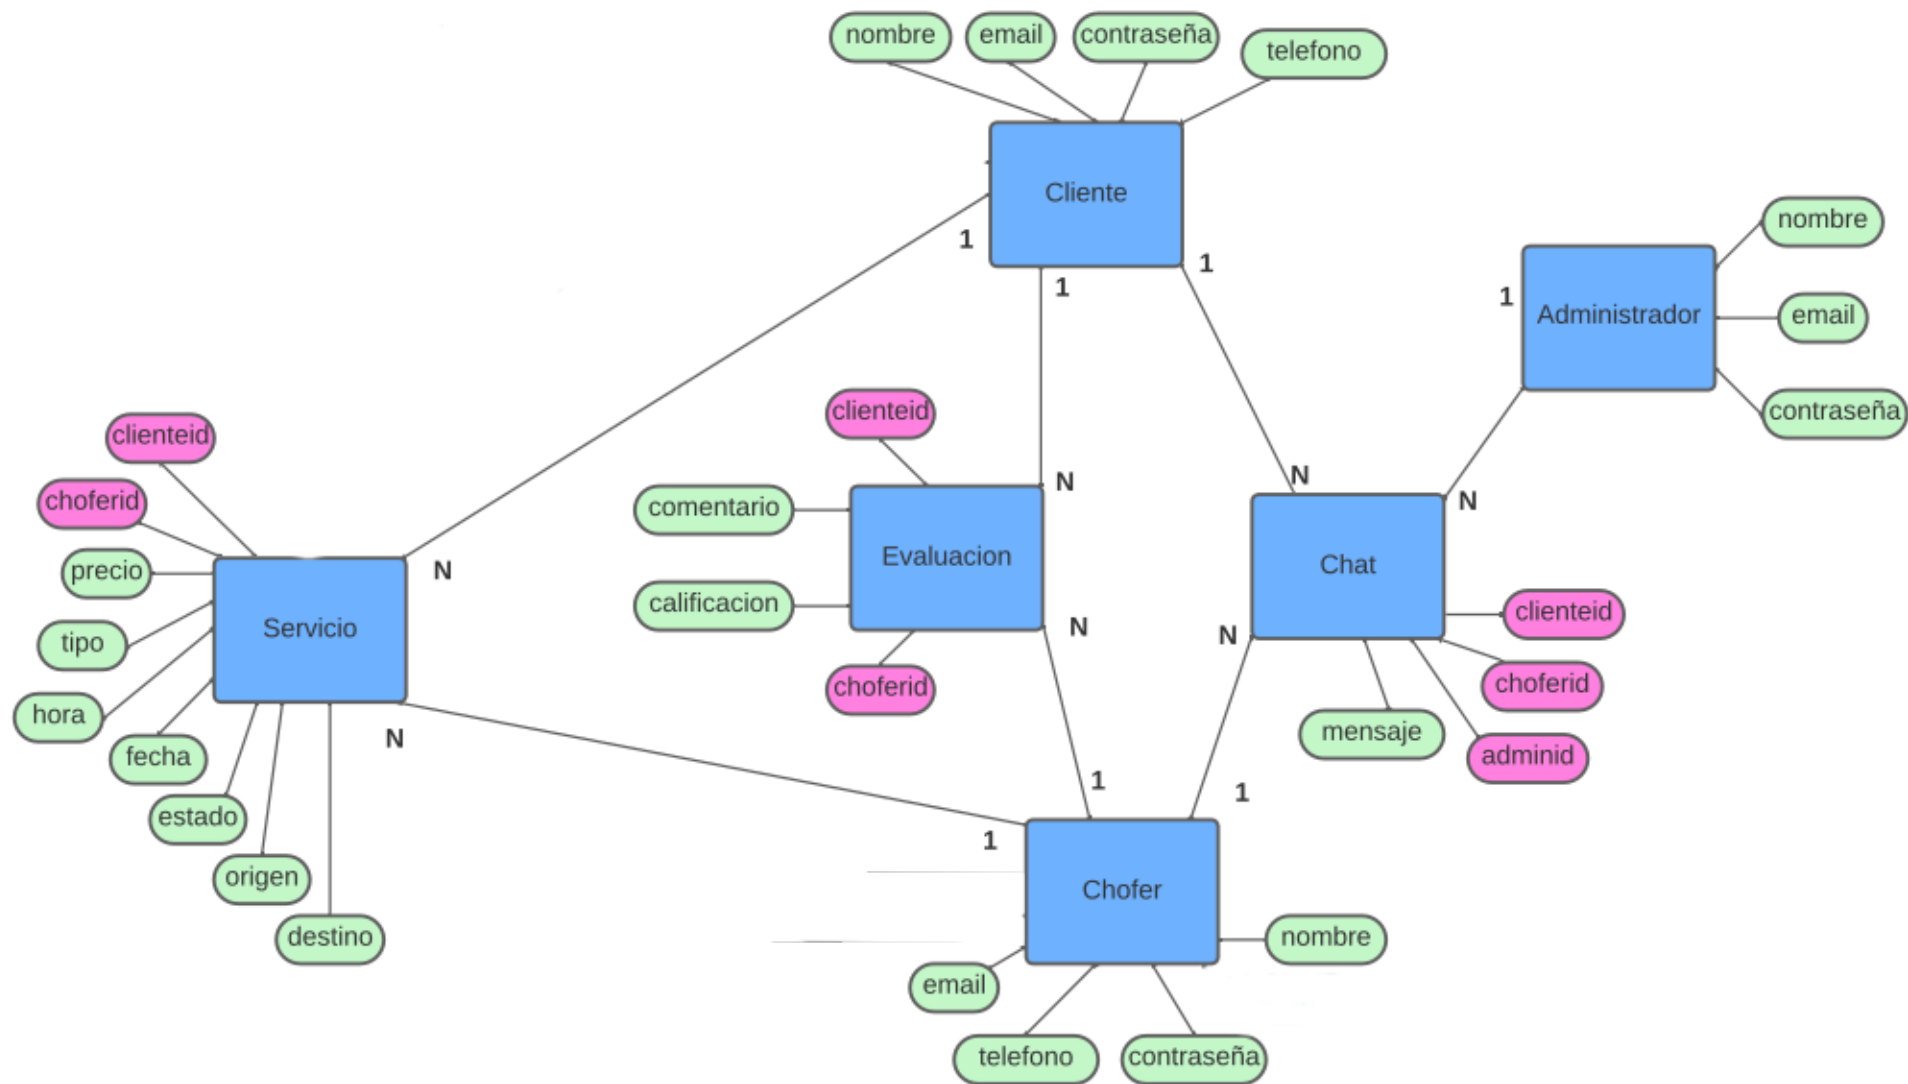 nombre
email
contraseña
telefono
Cliente
1
1
1
nombre
1
Administrador
email
contraseña
clienteid
choferid
precio
tipo
hora
fecha
estado
origen
destino
Servicio
N
N
clienteid
comentario
calificacion
choferid
Evaluacion
N
N
N
N
N
Chat
clienteid
choferid
adminid
mensaje
1
1
1
Chofer
nombre
email
telefono
contraseña